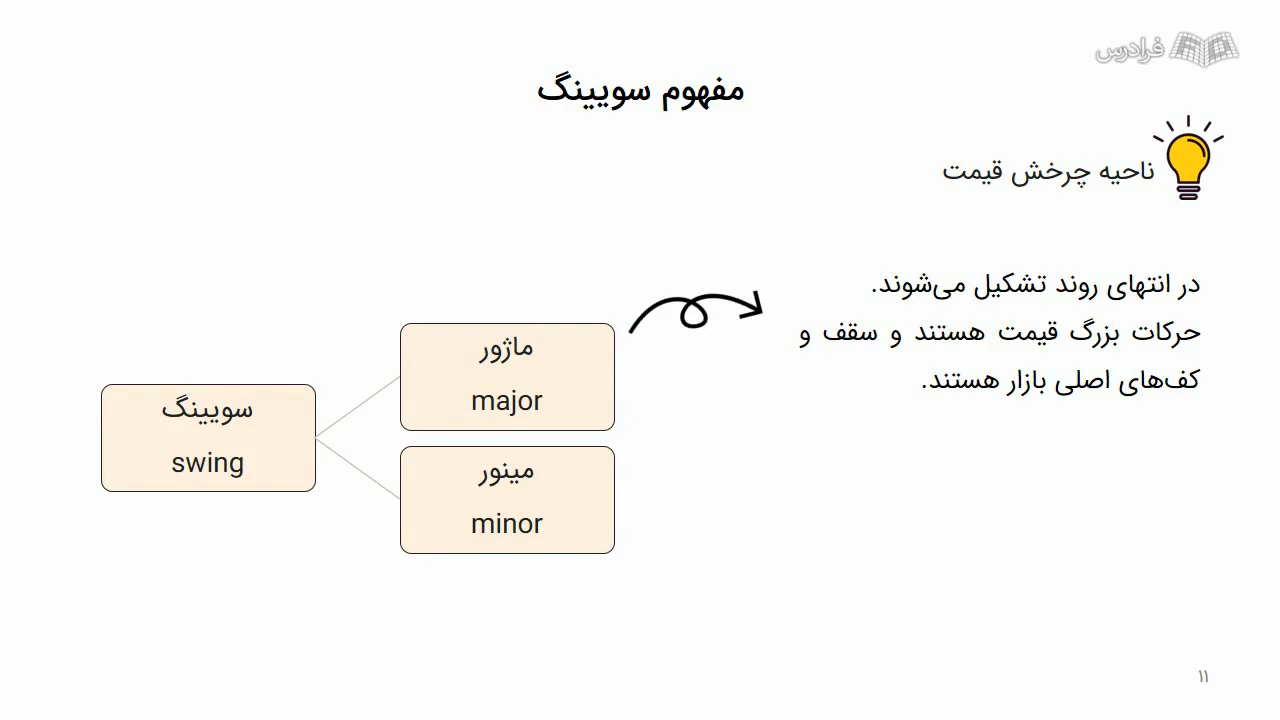 فرادرس
مفهوم سویینگ
ناحیه چرخش قیمت
در انتهای روند تشکیل می‌شوند.
حرکات بزرگ قیمت هستند و سقف و
کف‌های اصلی بازار هستند.
ماژور
major
سویینگ
swing
مینور
minor
۱۱